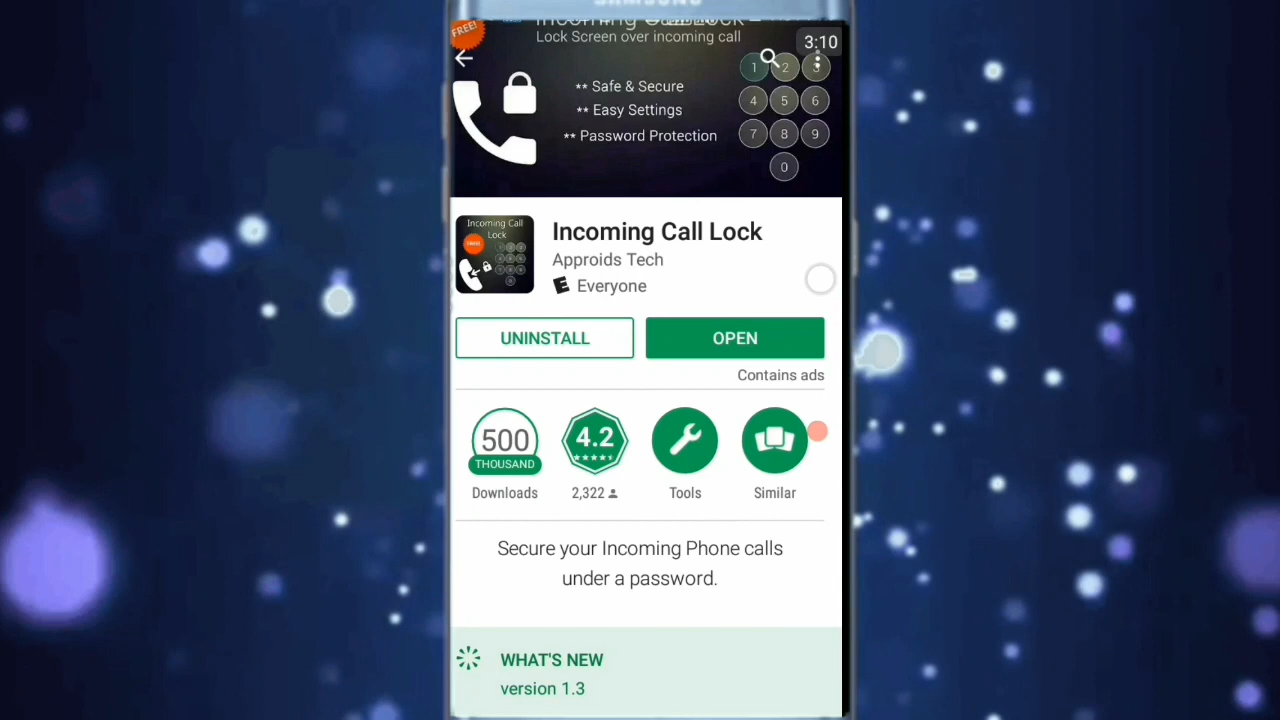 SAMSUNG
FREE!
Lock Screen over incoming call
3:10
** Safe & Secure
** Easy Settings
** Password Protection
1 2 3
4 5 6
7 8 9
0
Incoming Call
Lock
Incoming Call Lock
Approids Tech
E Everyone
UNINSTALL
OPEN
Contains ads
500
THOUSAND
4.2
Downloads
2,322
Tools
Similar
Secure your Incoming Phone calls
under a password.
WHAT'S NEW
version 1.3